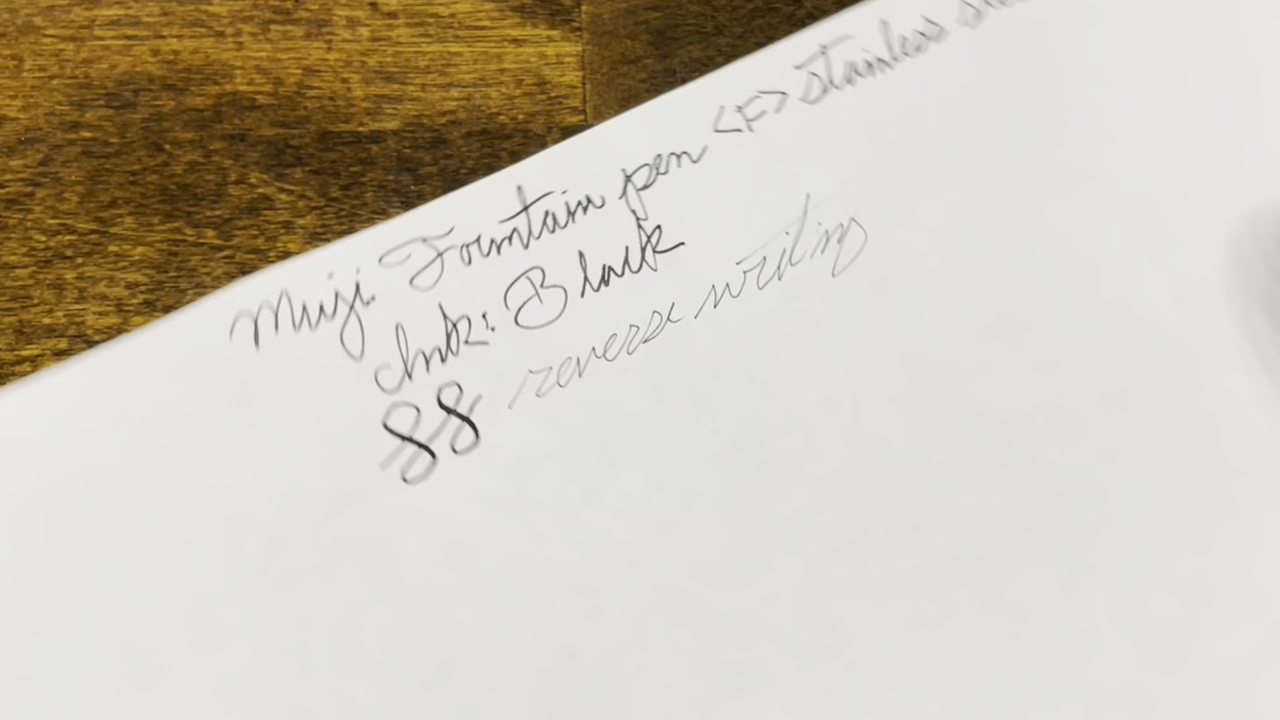 Muji Fountain pen <F> stainless
Ink: Black
88 reverse writing